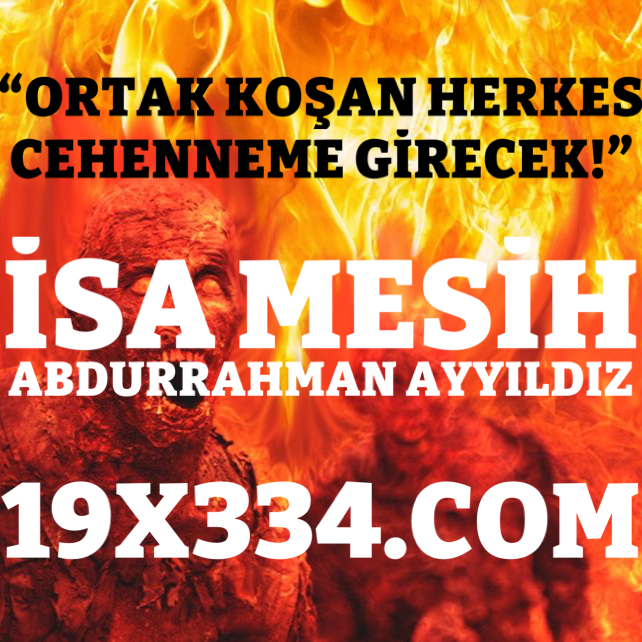 “ORTAK KOŞAN HERKES
CEHENNEME GİRECEK!”
İSA MESİH
ABDURRAHMAN AYYILDIZ
19X334.COM